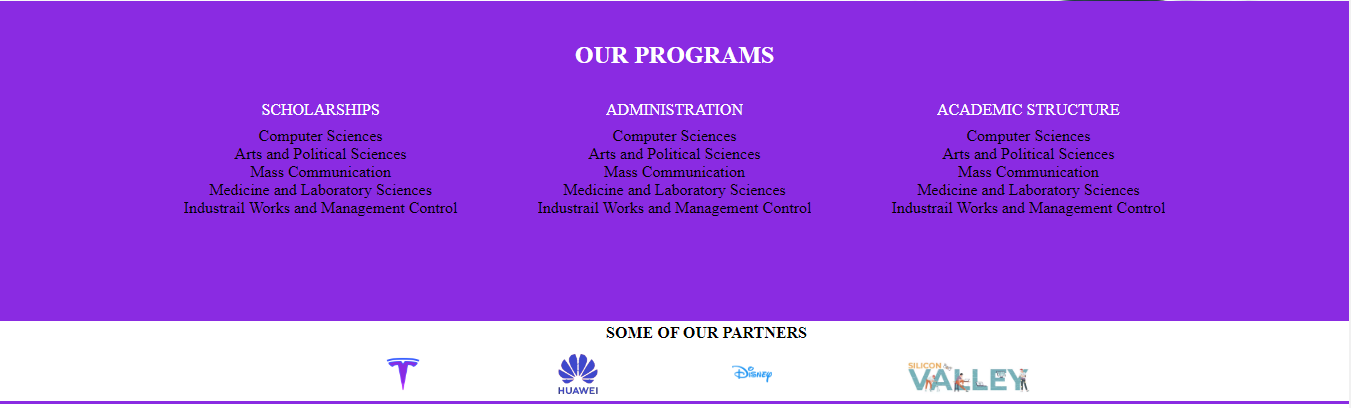 OUR PROGRAMS
SCHOLARSHIPS
Computer Sciences
Arts and Political Sciences
Mass Communication
Medicine and Laboratory Sciences
Industrail Works and Management Control
ADMINISTRATION
Computer Sciences
Arts and Political Sciences
Mass Communication
Medicine and Laboratory Sciences
Industrail Works and Management Control
ACADEMIC STRUCTURE
Computer Sciences
Arts and Political Sciences
Mass Communication
Medicine and Laboratory Sciences
Industrail Works and Management Control
SOME OF OUR PARTNERS
HUAWEI
Disney
SILICON
VALLEY